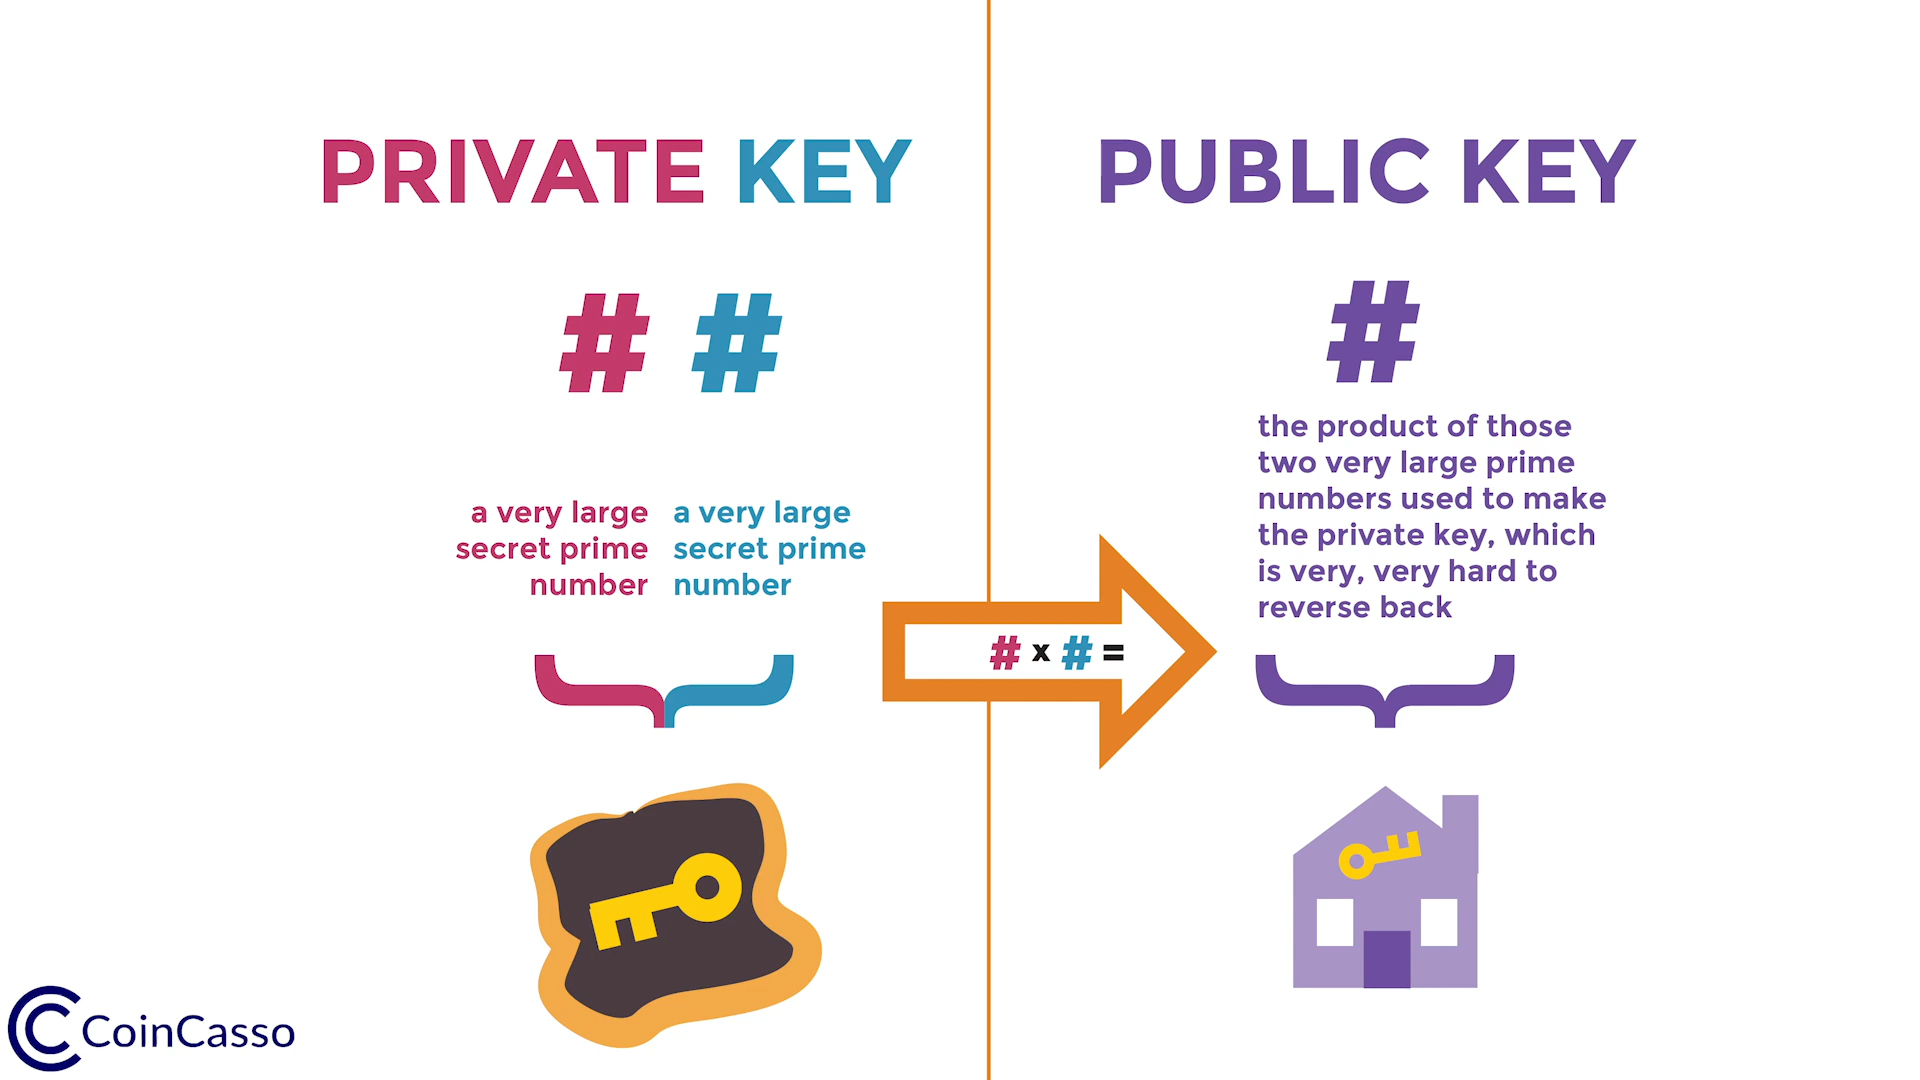 PRIVATE KEY
# #
a very large
secret prime
number
a very large
secret prime
number
# x # =
PUBLIC KEY
#
the product of those
two very large prime
numbers used to make
the private key, which
is very, very hard to
reverse back
CoinCasso